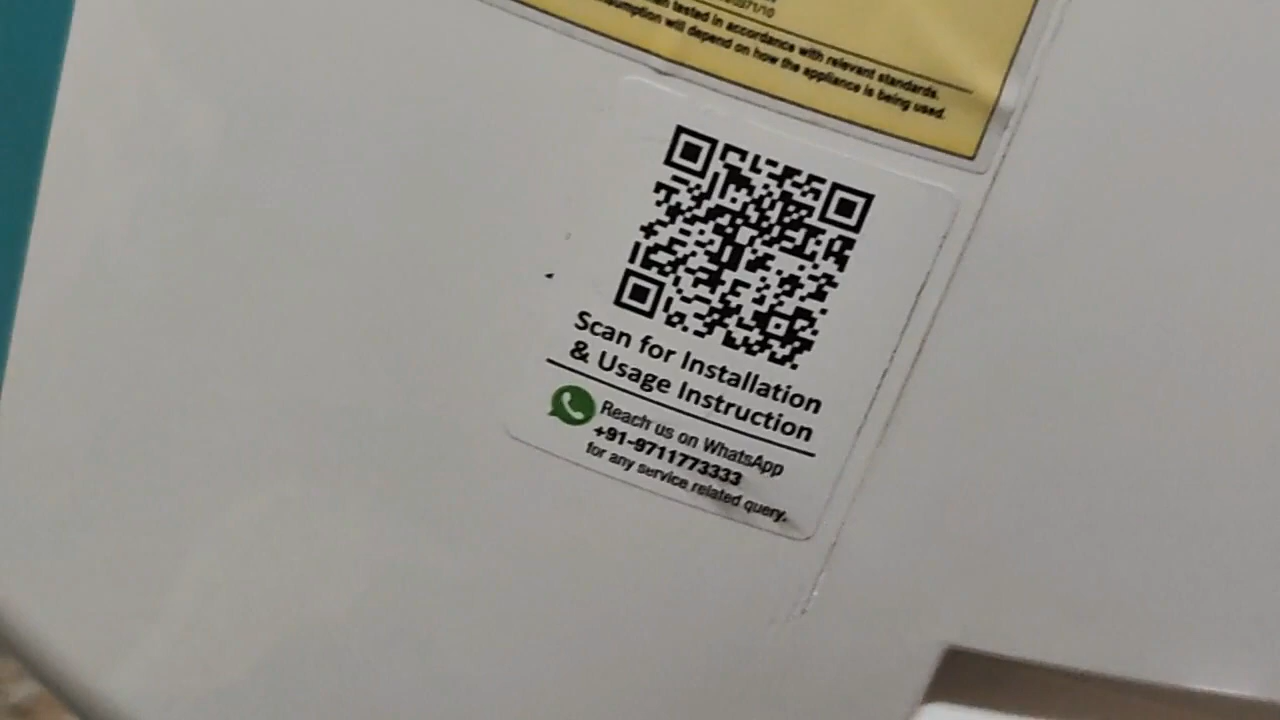 tested in accordance with relevant standards.
will depend on how the appliance is being used.
Scan for Installation
& Usage Instruction
Reach us on WhatsApp
+91-9711773333
for any service related query.